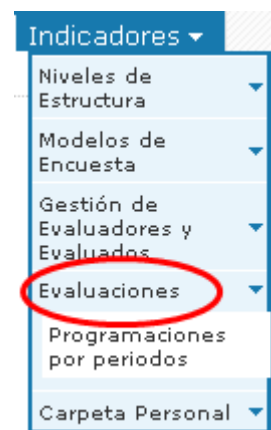 Indicadores
Niveles de
Estructura
Modelos de
Encuesta
Gestión de
Evaluadores y
Evaluados
Evaluaciones
Programaciones
por periodos
Carpeta Personal